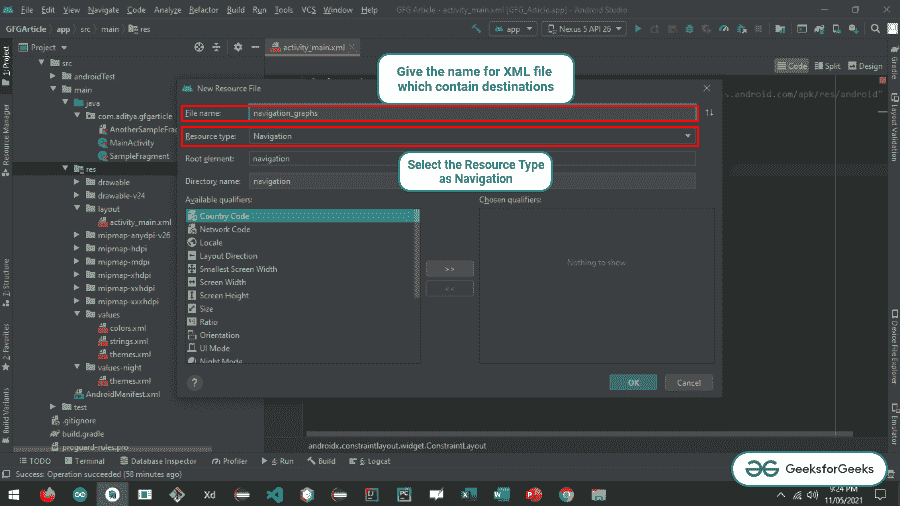 File Edit View Navigate Code Analyze Refactor Build Run Tools VCS Window Help
GFG Article - activity_main.xml [GFG_Article.app] - Android Studio
GFGArticle app src main res
app
Nexus 5 API 26
Project
activity_main.xml
Code Split Design
1: Project
Resource Manager
Z: Structure
2: Favorites
Build Variants
Gradle
Layout Validation
Device File Explorer
Emulator
src
androidTest
main
java
com.aditya.gfgarticle
AnotherSampleFrag
MainActivity
SampleFragment
res
drawable
drawable-v24
layout
activity_main.xml
mipmap-anydpi-v26
mipmap-hdpi
mipmap-mdpi
mipmap-xhdpi
mipmap-xxhdpi
mipmap-xxxhdpi
values
colors.xml
strings.xml
themes.xml
values-night
themes.xml
AndroidManifest.xml
test
.gitignore
build.gradle
proguard-rules.pro
s.android.com/apk/res/android"
Give the name for XML file
which contain destinations
New Resource File
File name: navigation_graphs
Resource type: Navigation
Root element: navigation
Select the Resource Type
as Navigation
Directory name: navigation
Available qualifiers:
Chosen qualifiers:
Country Code
Network Code
Locale
Layout Direction
Smallest Screen Width
Screen Width
Screen Height
Size
Ratio
Orientation
UI Mode
Night Mode
>>
<<
Nothing to show
?
OK Cancel
androidx.constraintlayout.widget.ConstraintLayout
TODO Terminal Database Inspector Profiler 4: Run Build 6: Logcat
Success: Operation succeeded (58 minutes ago)
GeeksforGeeks
Xd
9:24 PM
11/05/2021